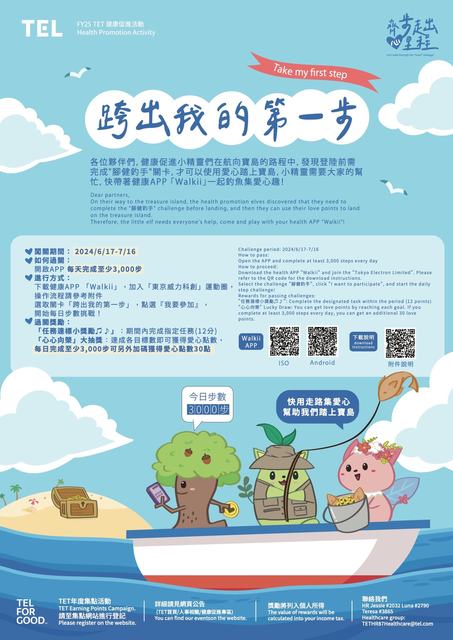 TEL
FY25 TET 健康促進活動
Health Promotion Activity
齊步走出
心里程
Take my first step
跨出我的第一步
各位夥伴們, 健康促進小精靈們在航向寶島的路程中, 發現登陸前需
完成"腳健釣手"關卡, 才可以使用愛心踏上寶島, 小精靈需要大家的幫
忙, 快帶著健康APP「Walkii」一起釣魚集愛心趣!
Dear partners,
On their way to the treasure island, the health promotion elves discovered that they needed to
complete the "腳健釣手" challenge before landing, and then they can use their love points to land
on the treasure island.
Therefore, the little elf needs everyone's help, come and play with your health APP "Walkii"!
闖關期間: 2024/6/17-7/16
如何過關:
開啟APP 每天完成至少3,000步
進行方式:
下載健康APP 「Walkii」, 加入「東京威力科創」運動圈,
操作流程請參考附件
選取關卡「跨出我的第一步」, 點選『我要參加』,
開始每日步數挑戰!
過關獎勵:
「任務達標小獎勵♫♪」: 期間內完成指定任務(12分)
「心心向榮」大抽獎: 達成各目標數即可獲得愛心點數,
每日完成至少3,000步可另外加碼獲得愛心點數30點
Challenge period: 2024/6/17-7/16
How to pass:
Open the APP and complete at least 3,000 steps every day
How to proceed:
Download the health APP "Walkii" and join the "Tokyo Electron Limited". Please
refer to the QR code for the download instructions.
Select the challenge "腳健釣手", click "I want to participate", and start the daily
step challenge!
Rewards for passing challenges:
"任務達標小獎勵♫♪": Complete the designated task within the period (12 points)
"心心向榮" Lucky Draw: You can get love points by reaching each goal. If you
complete at least 3,000 steps every day, you can get an additional 30 love
points.
Walkii
APP
ISO
Android
下載說明
download
instructions
附件說明
今日步數
3000步
快用走路集愛心
幫助我們踏上寶島
TEL
FOR
GOOD
TET年度集點活動
TET Earning Points Campaign.
請至集點網站進行登記
Please register on the website.
詳細請見網頁公告
(TET首頁/人事相關/健康促進專區)
You can find our eventson the website.
獎勵將列入個人所得
The value of rewards will be
calculated into your income tax.
聯絡我們
HR Jessie #2032 Luna #2790
Teresa #3865
Healthcare group:
TETHR87Healthcare@tel.com